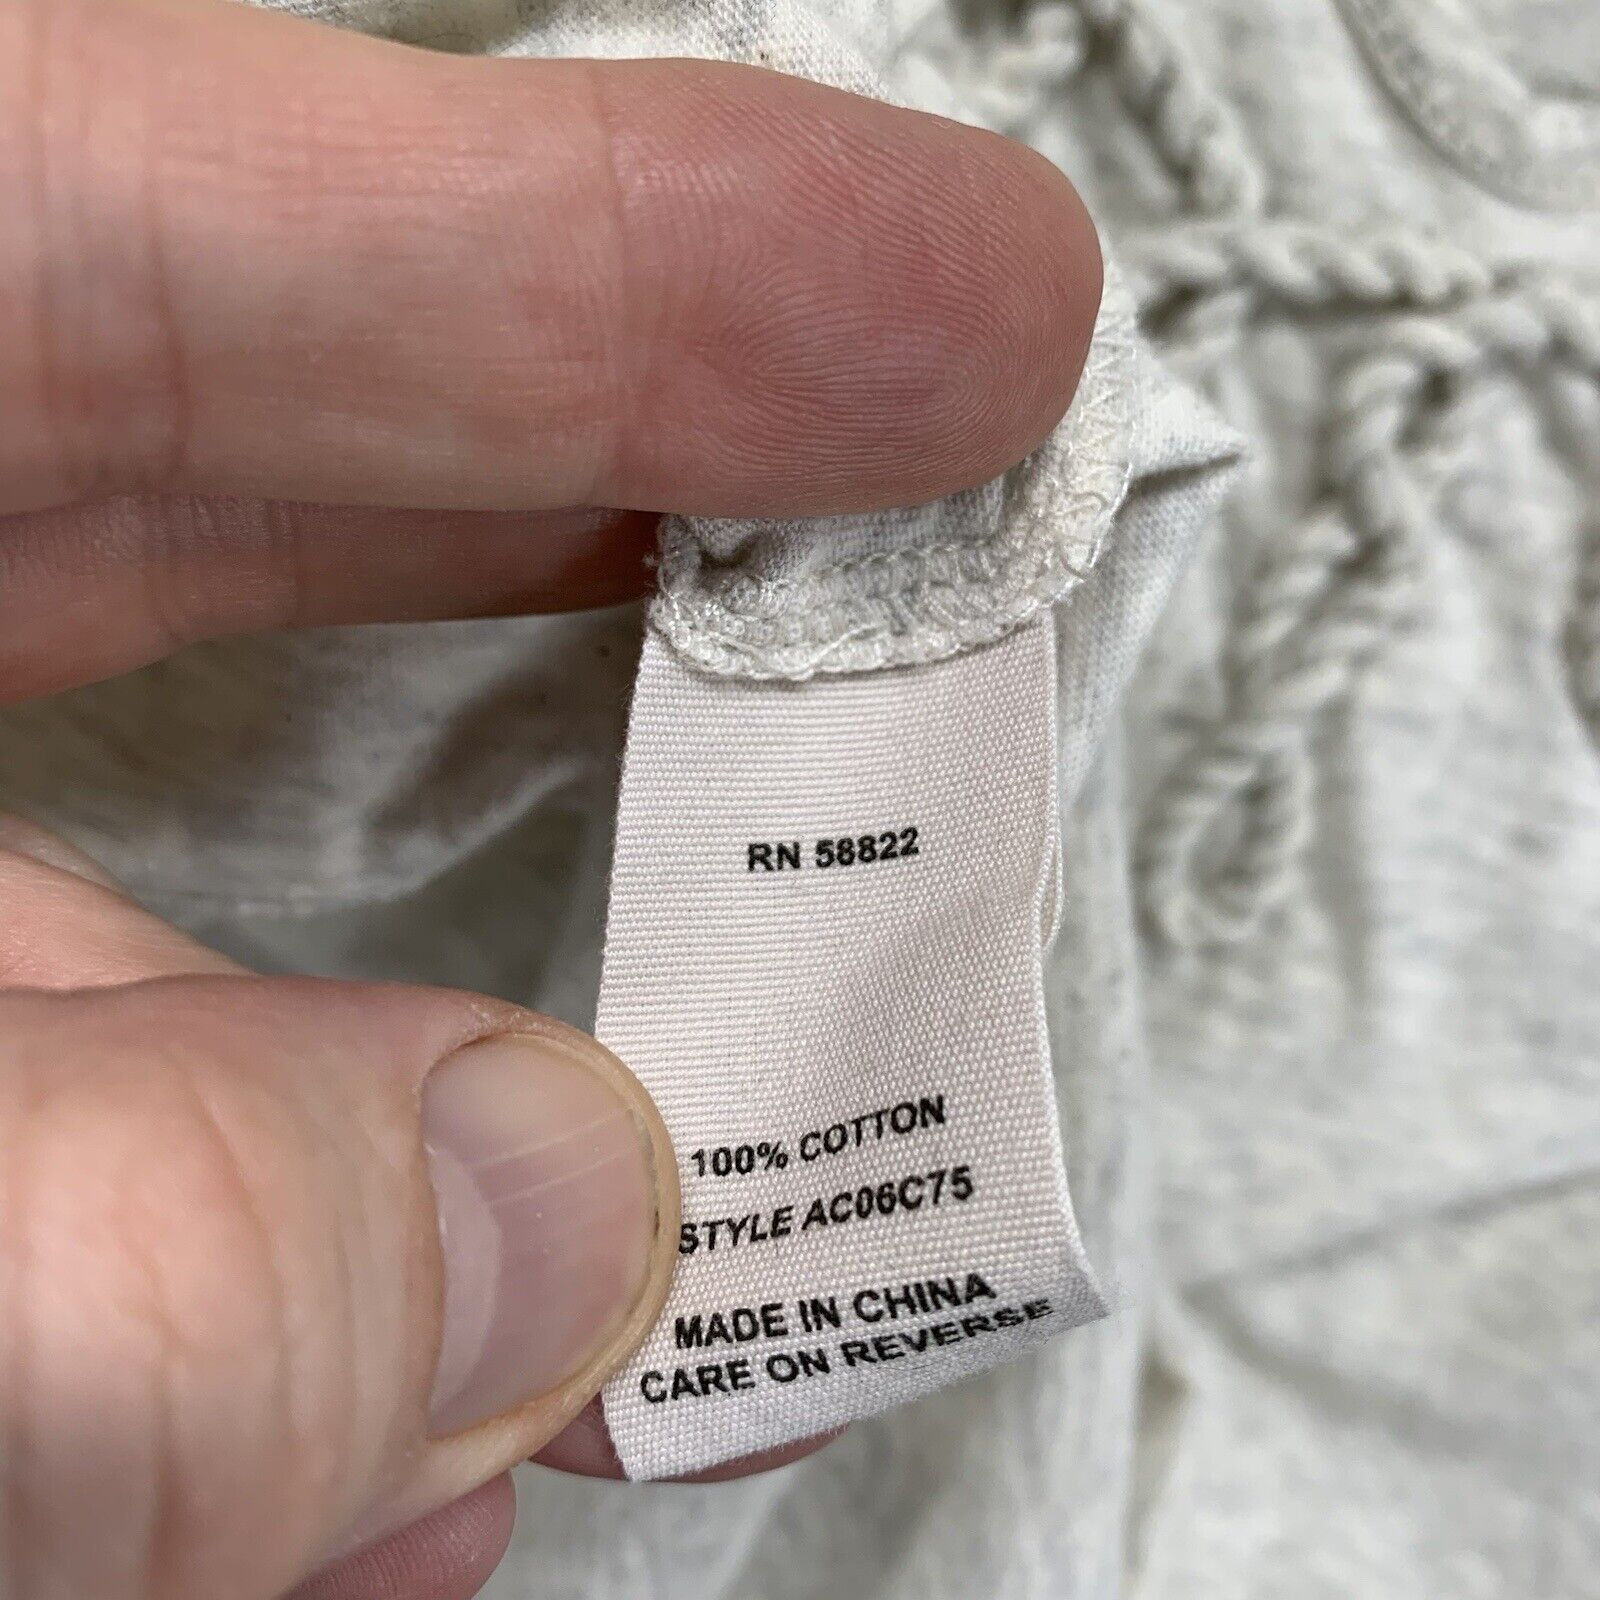 RN 58822
100% COTTON
STYLE AC06C75
MADE IN CHINA
CARE ON REVERSE